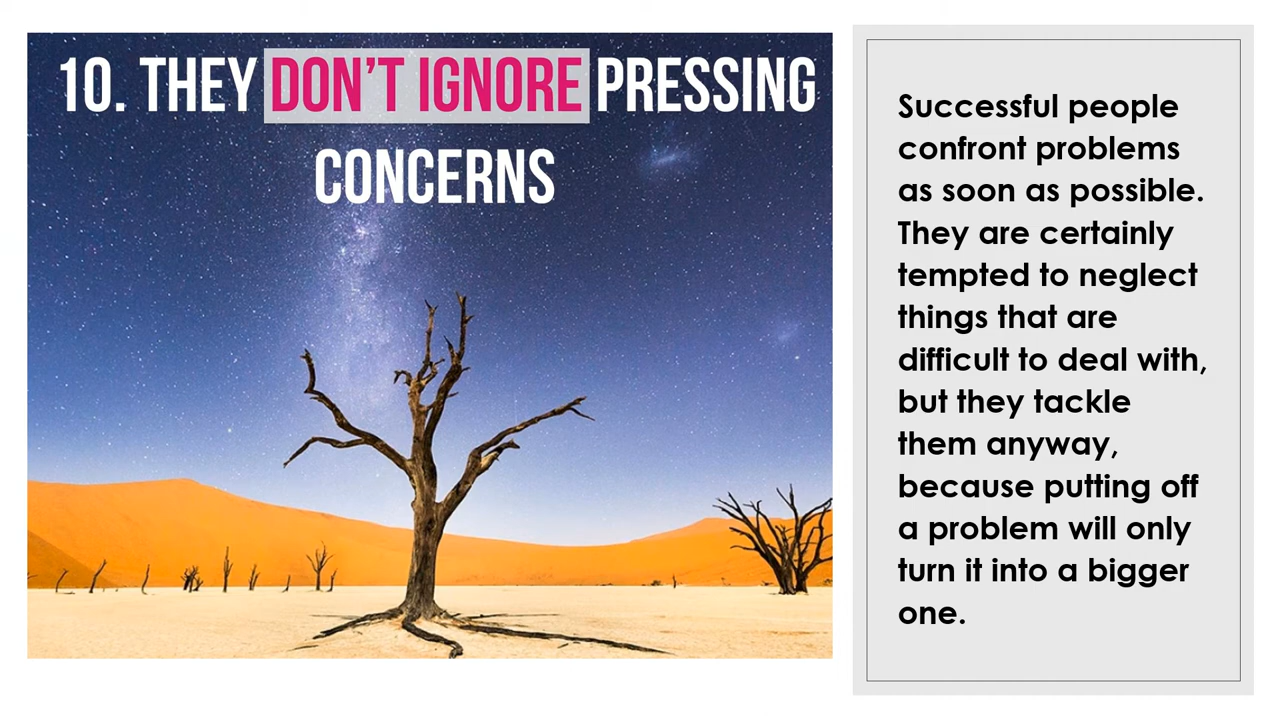 10. THEY DON'T IGNORE PRESSING
CONCERNS
Successful people
confront problems
as soon as possible.
They are certainly
tempted to neglect
things that are
difficult to deal with,
but they tackle
them anyway,
because putting off
a problem will only
turn it into a bigger
one.